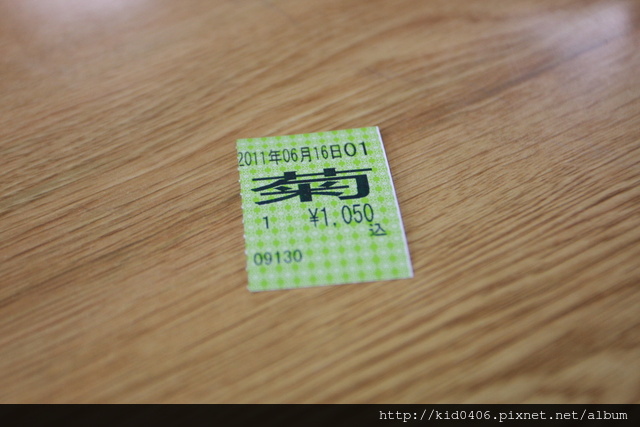 2011年06月16日01
菊
1 ¥1,050
込
09130
http://kid0406.pixnet.net/album